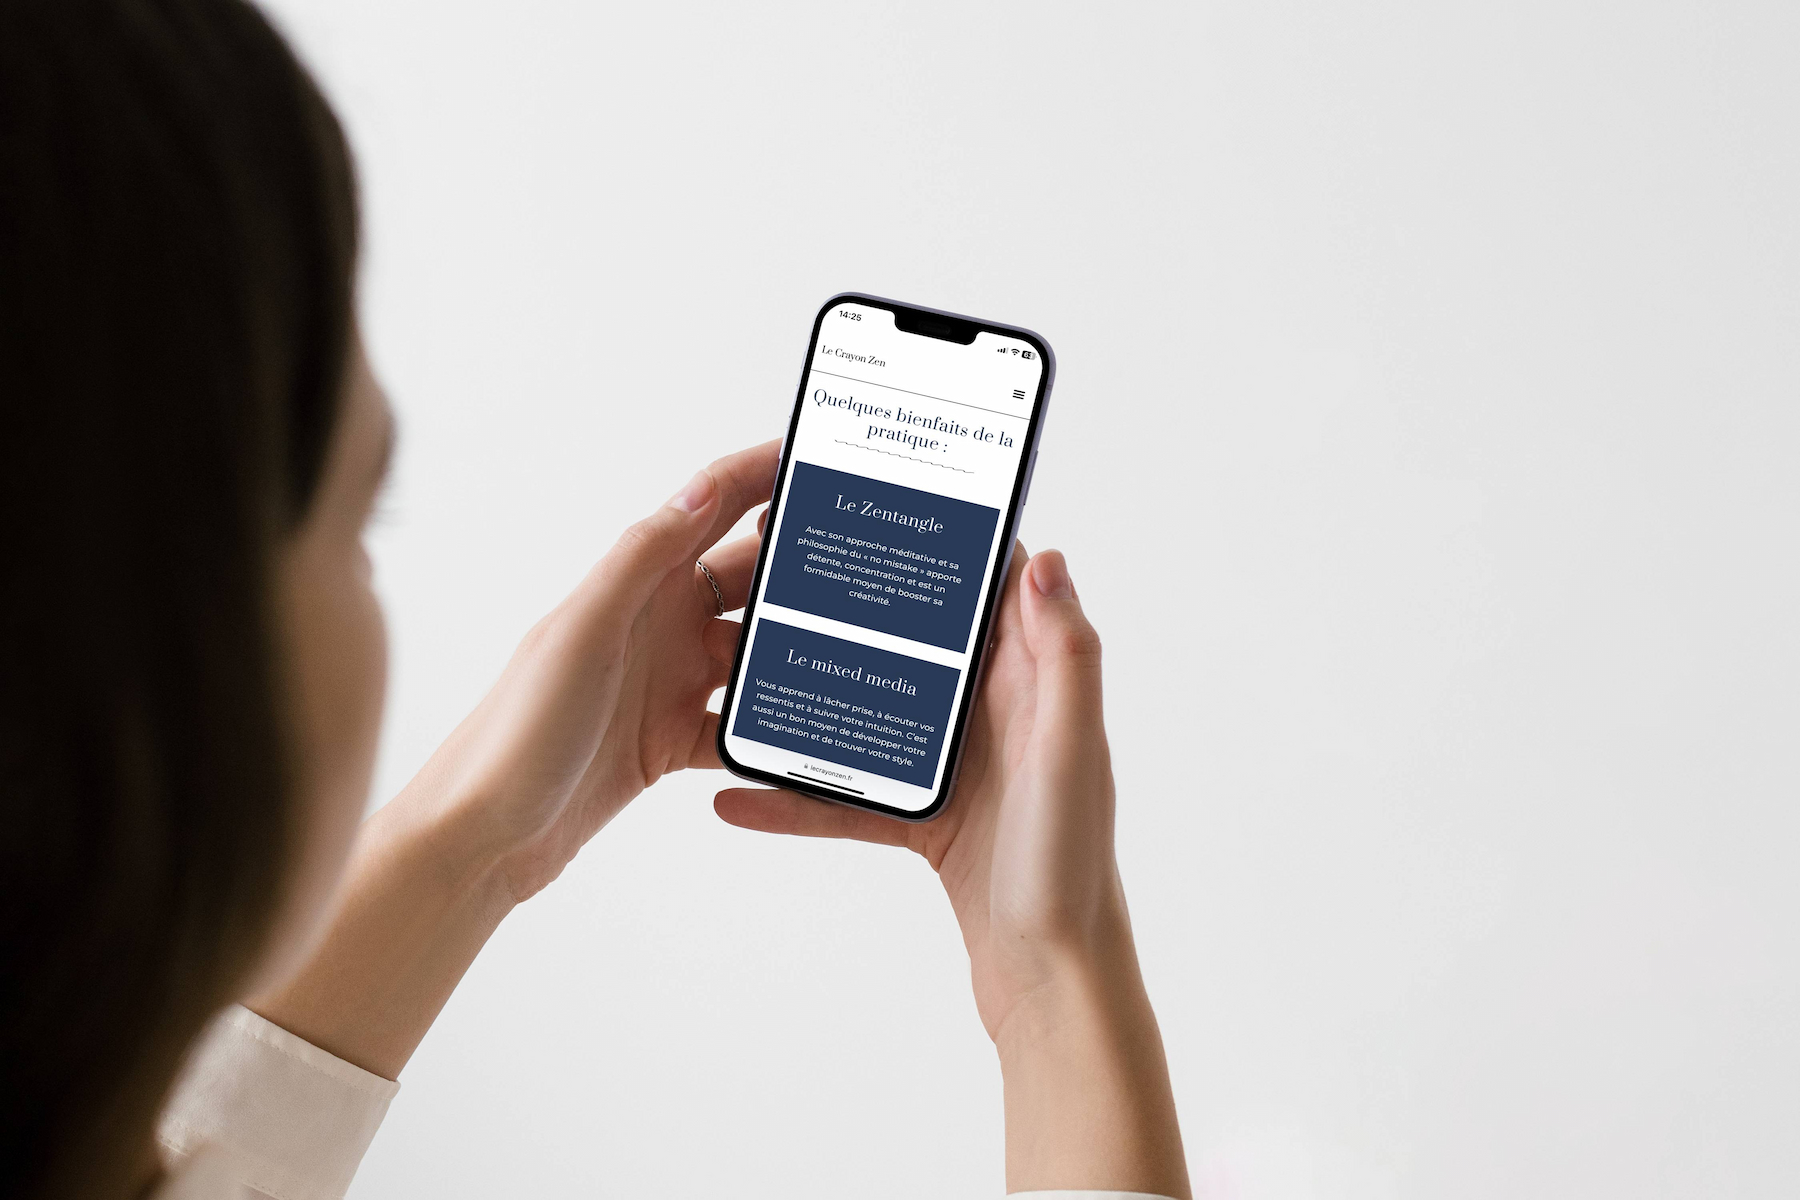 14:25
Le Crayon Zen
Quelques bienfaits de la
pratique :
Le Zentangle
Avec son approche méditative et sa
philosophie du « no mistake » apporte
détente, concentration et est un
formidable moyen de booster sa
créativité.
Le mixed media
Vous apprend à lâcher prise, à écouter vos
ressentis et à suivre votre intuition. C'est
aussi un bon moyen de développer votre
imagination et de trouver votre style.
lecrayonzen.fr